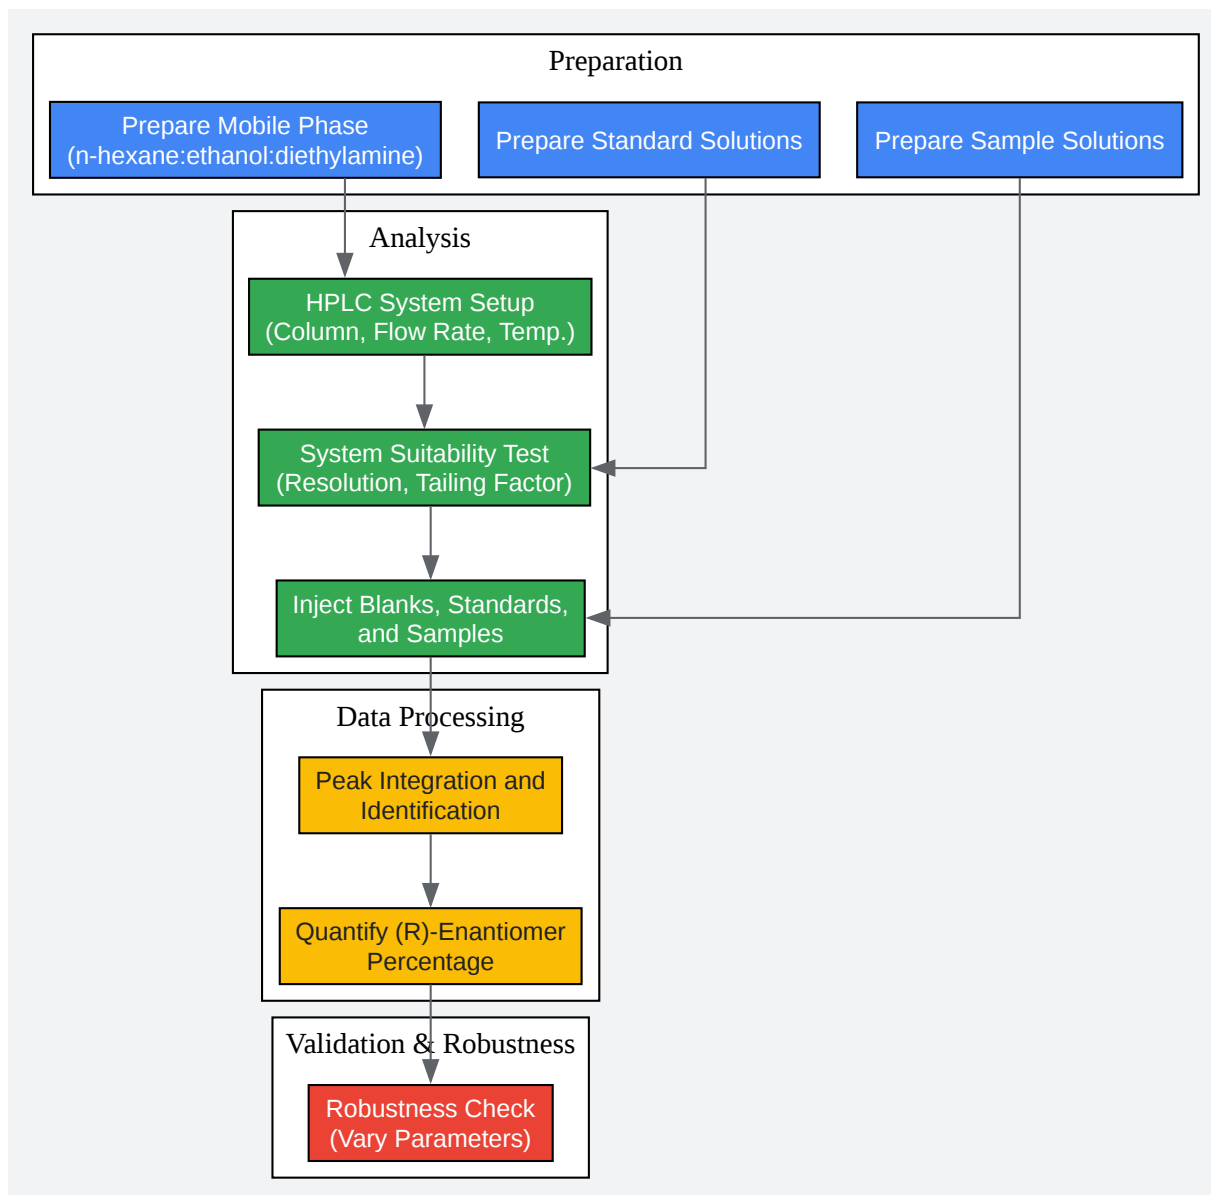 Preparation
Prepare Mobile Phase
(n-hexane:ethanol:diethylamine)
Prepare Standard Solutions
Prepare Sample Solutions
Analysis
HPLC System Setup
(Column, Flow Rate, Temp.)
System Suitability Test
(Resolution, Tailing Factor)
Inject Blanks, Standards,
and Samples
Data Processing
Peak Integration and
Identification
Quantify (R)-Enantiomer
Percentage
Validation & Robustness
Robustness Check
(Vary Parameters)